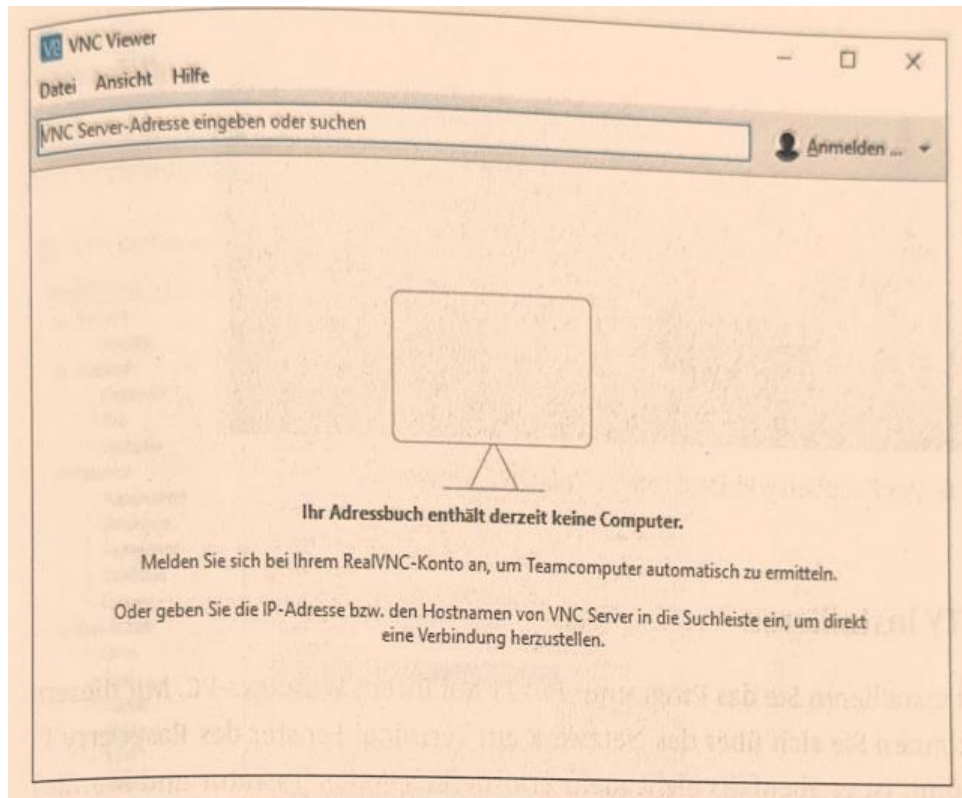 VNC Viewer
Datei Ansicht Hilfe
VNC Server-Adresse eingeben oder suchen
Anmelden ...
Ihr Adressbuch enthält derzeit keine Computer.
Melden Sie sich bei Ihrem RealVNC-Konto an, um Teamcomputer automatisch zu ermitteln.
Oder geben Sie die IP-Adresse bzw. den Hostnamen von VNC Server in die Suchleiste ein, um direkt
eine Verbindung herzustellen.